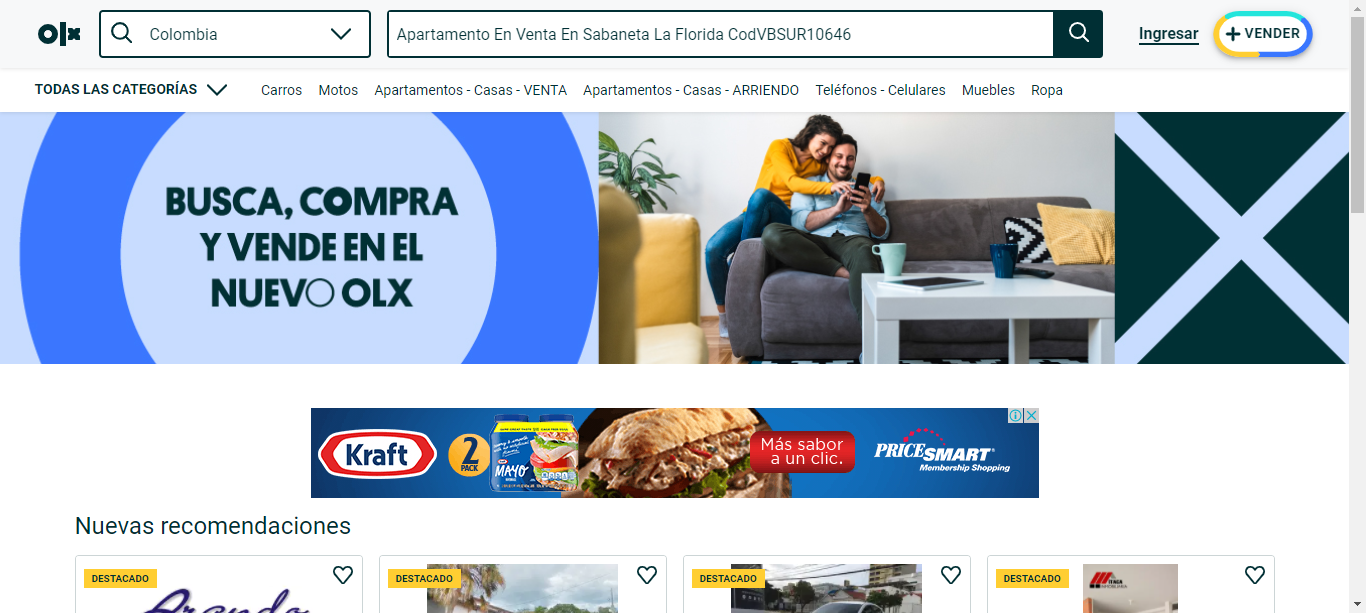 olx
Colombia
Apartamento En Venta En Sabaneta La Florida CodVBSUR10646
Ingresar
VENDER
TODAS LAS CATEGORÍAS
Carros
Motos
Apartamentos - Casas - VENTA
Apartamentos - Casas - ARRIENDO
Teléfonos - Celulares
Muebles
Ropa
BUSCA, COMPRA
Y VENDE EN EL
NUEVO OLX
Kraft
2
PACK
MAYO
Más sabor
a un clic.
PRICESMART
Membership Shopping
Nuevas recomendaciones
DESTACADO
DESTACADO
DESTACADO
DESTACADO